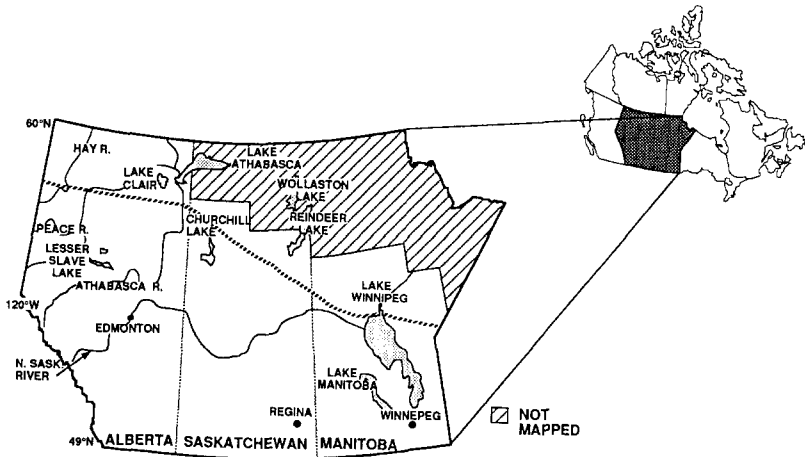 60°N
HAY R.
LAKE
ATHABASCA
LAKE
CLAIR
WOLLASTON
LAKE
PEACE R.
CHURCHILL
LAKE
REINDEER
LAKE
LESSER
SLAVE
LAKE
ATHABASCA R.
LAKE
WINNIPEG
120°W
EDMONTON
N. SASK.
RIVER
LAKE
MANITOBA
REGINA
WINNEPEG
NOT
MAPPED
49°N
ALBERTA
SASKATCHEWAN
MANITOBA